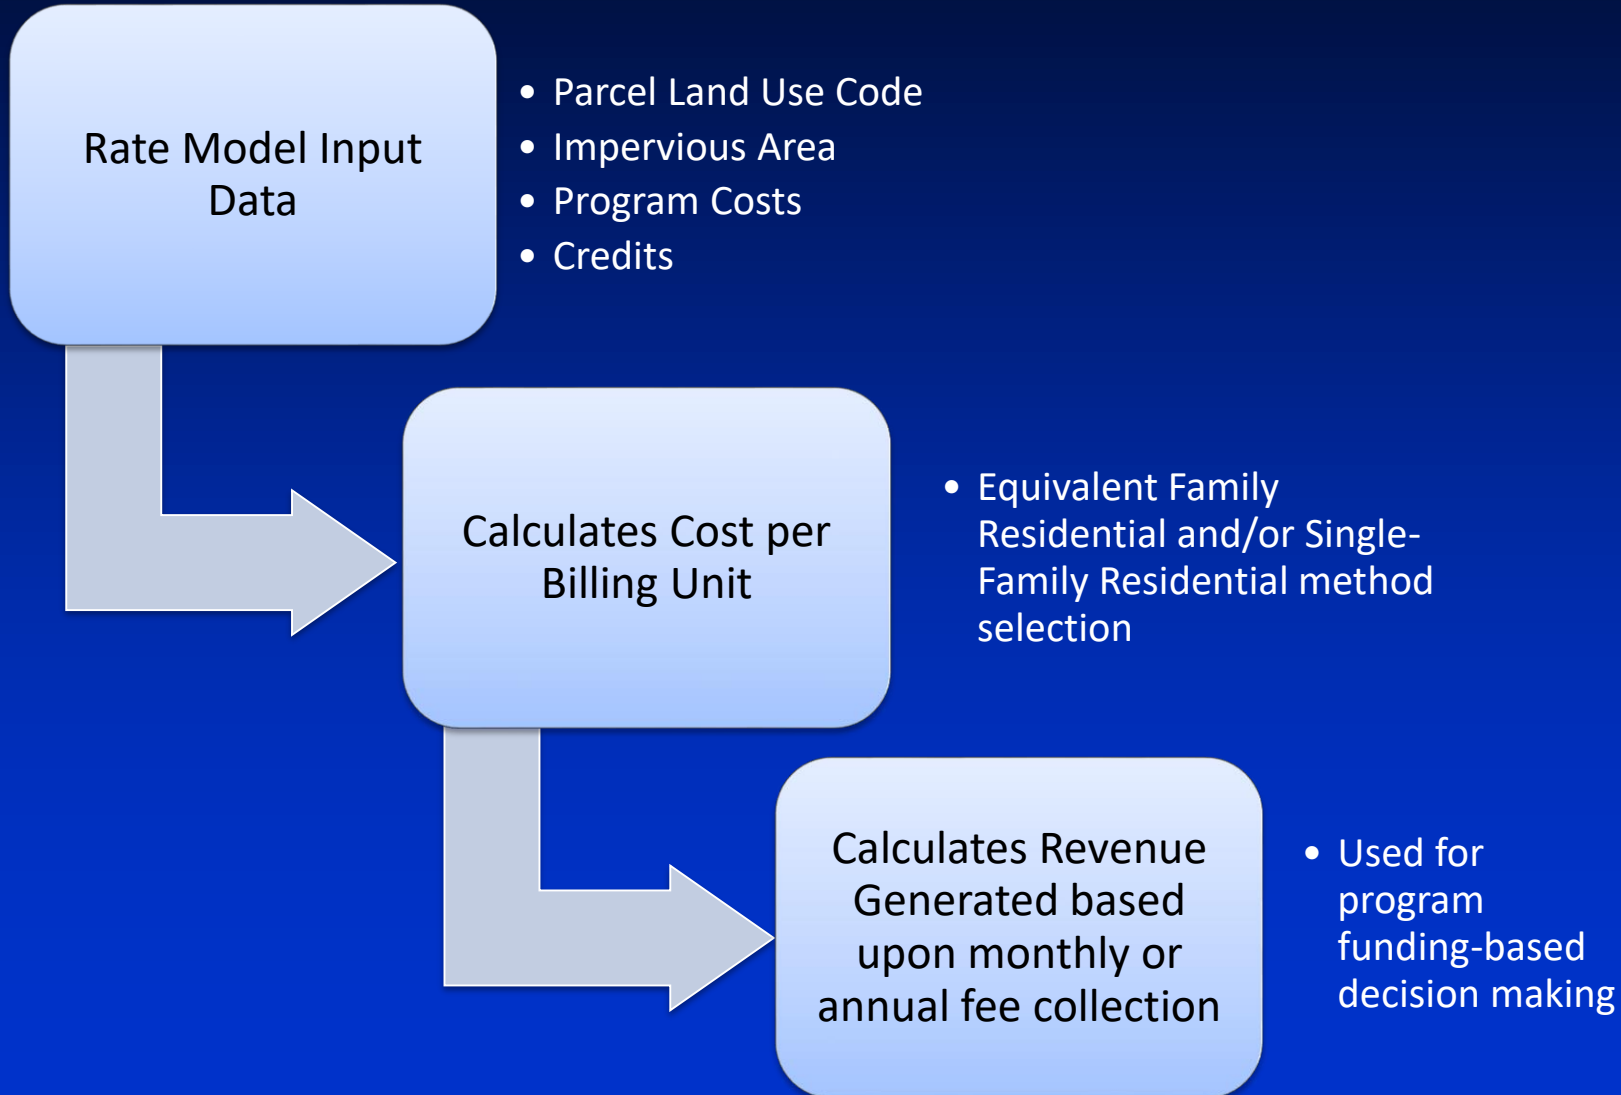 Rate Model Input
Data
• Parcel Land Use Code
• Impervious Area
• Program Costs
• Credits
Calculates Cost per
Billing Unit
• Equivalent Family
Residential and/or Single-
Family Residential method
selection
Calculates Revenue
Generated based
upon monthly or
annual fee collection
• Used for
program
funding-based
decision making